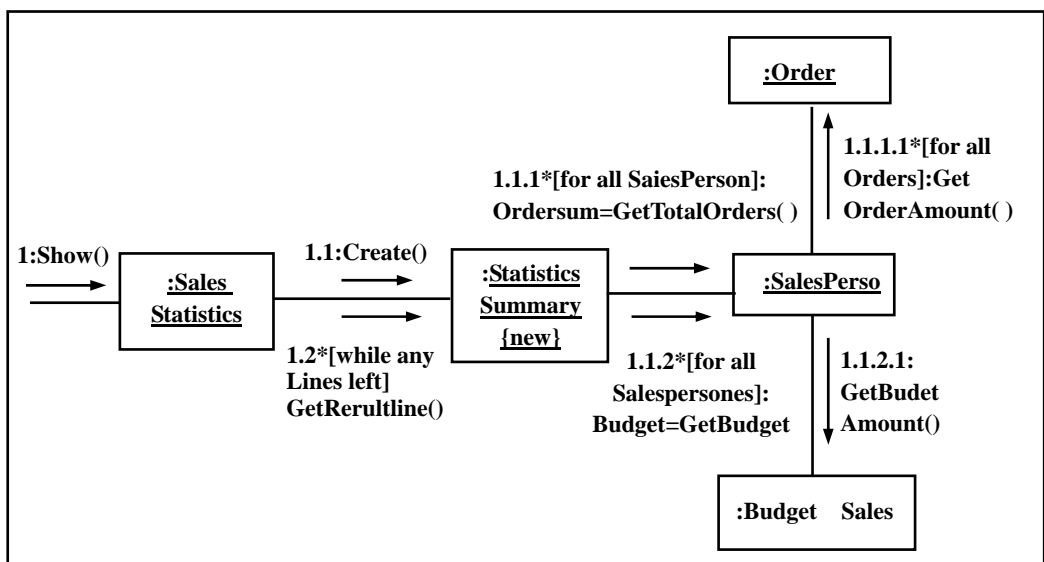 :Order
1.1.1.1*[for all
Orders]:Get
OrderAmount( )
1.1.1*[for all SaiesPerson]:
Ordersum=GetTotalOrders( )
1:Show()
:Sales
Statistics
1.1:Create()
:Statistics
Summary
{new}
:SalesPerso
1.2*[while any
Lines left]
GetRerultline()
1.1.2*[for all
Salespersones]:
Budget=GetBudget
1.1.2.1:
GetBudet
Amount()
:Budget Sales